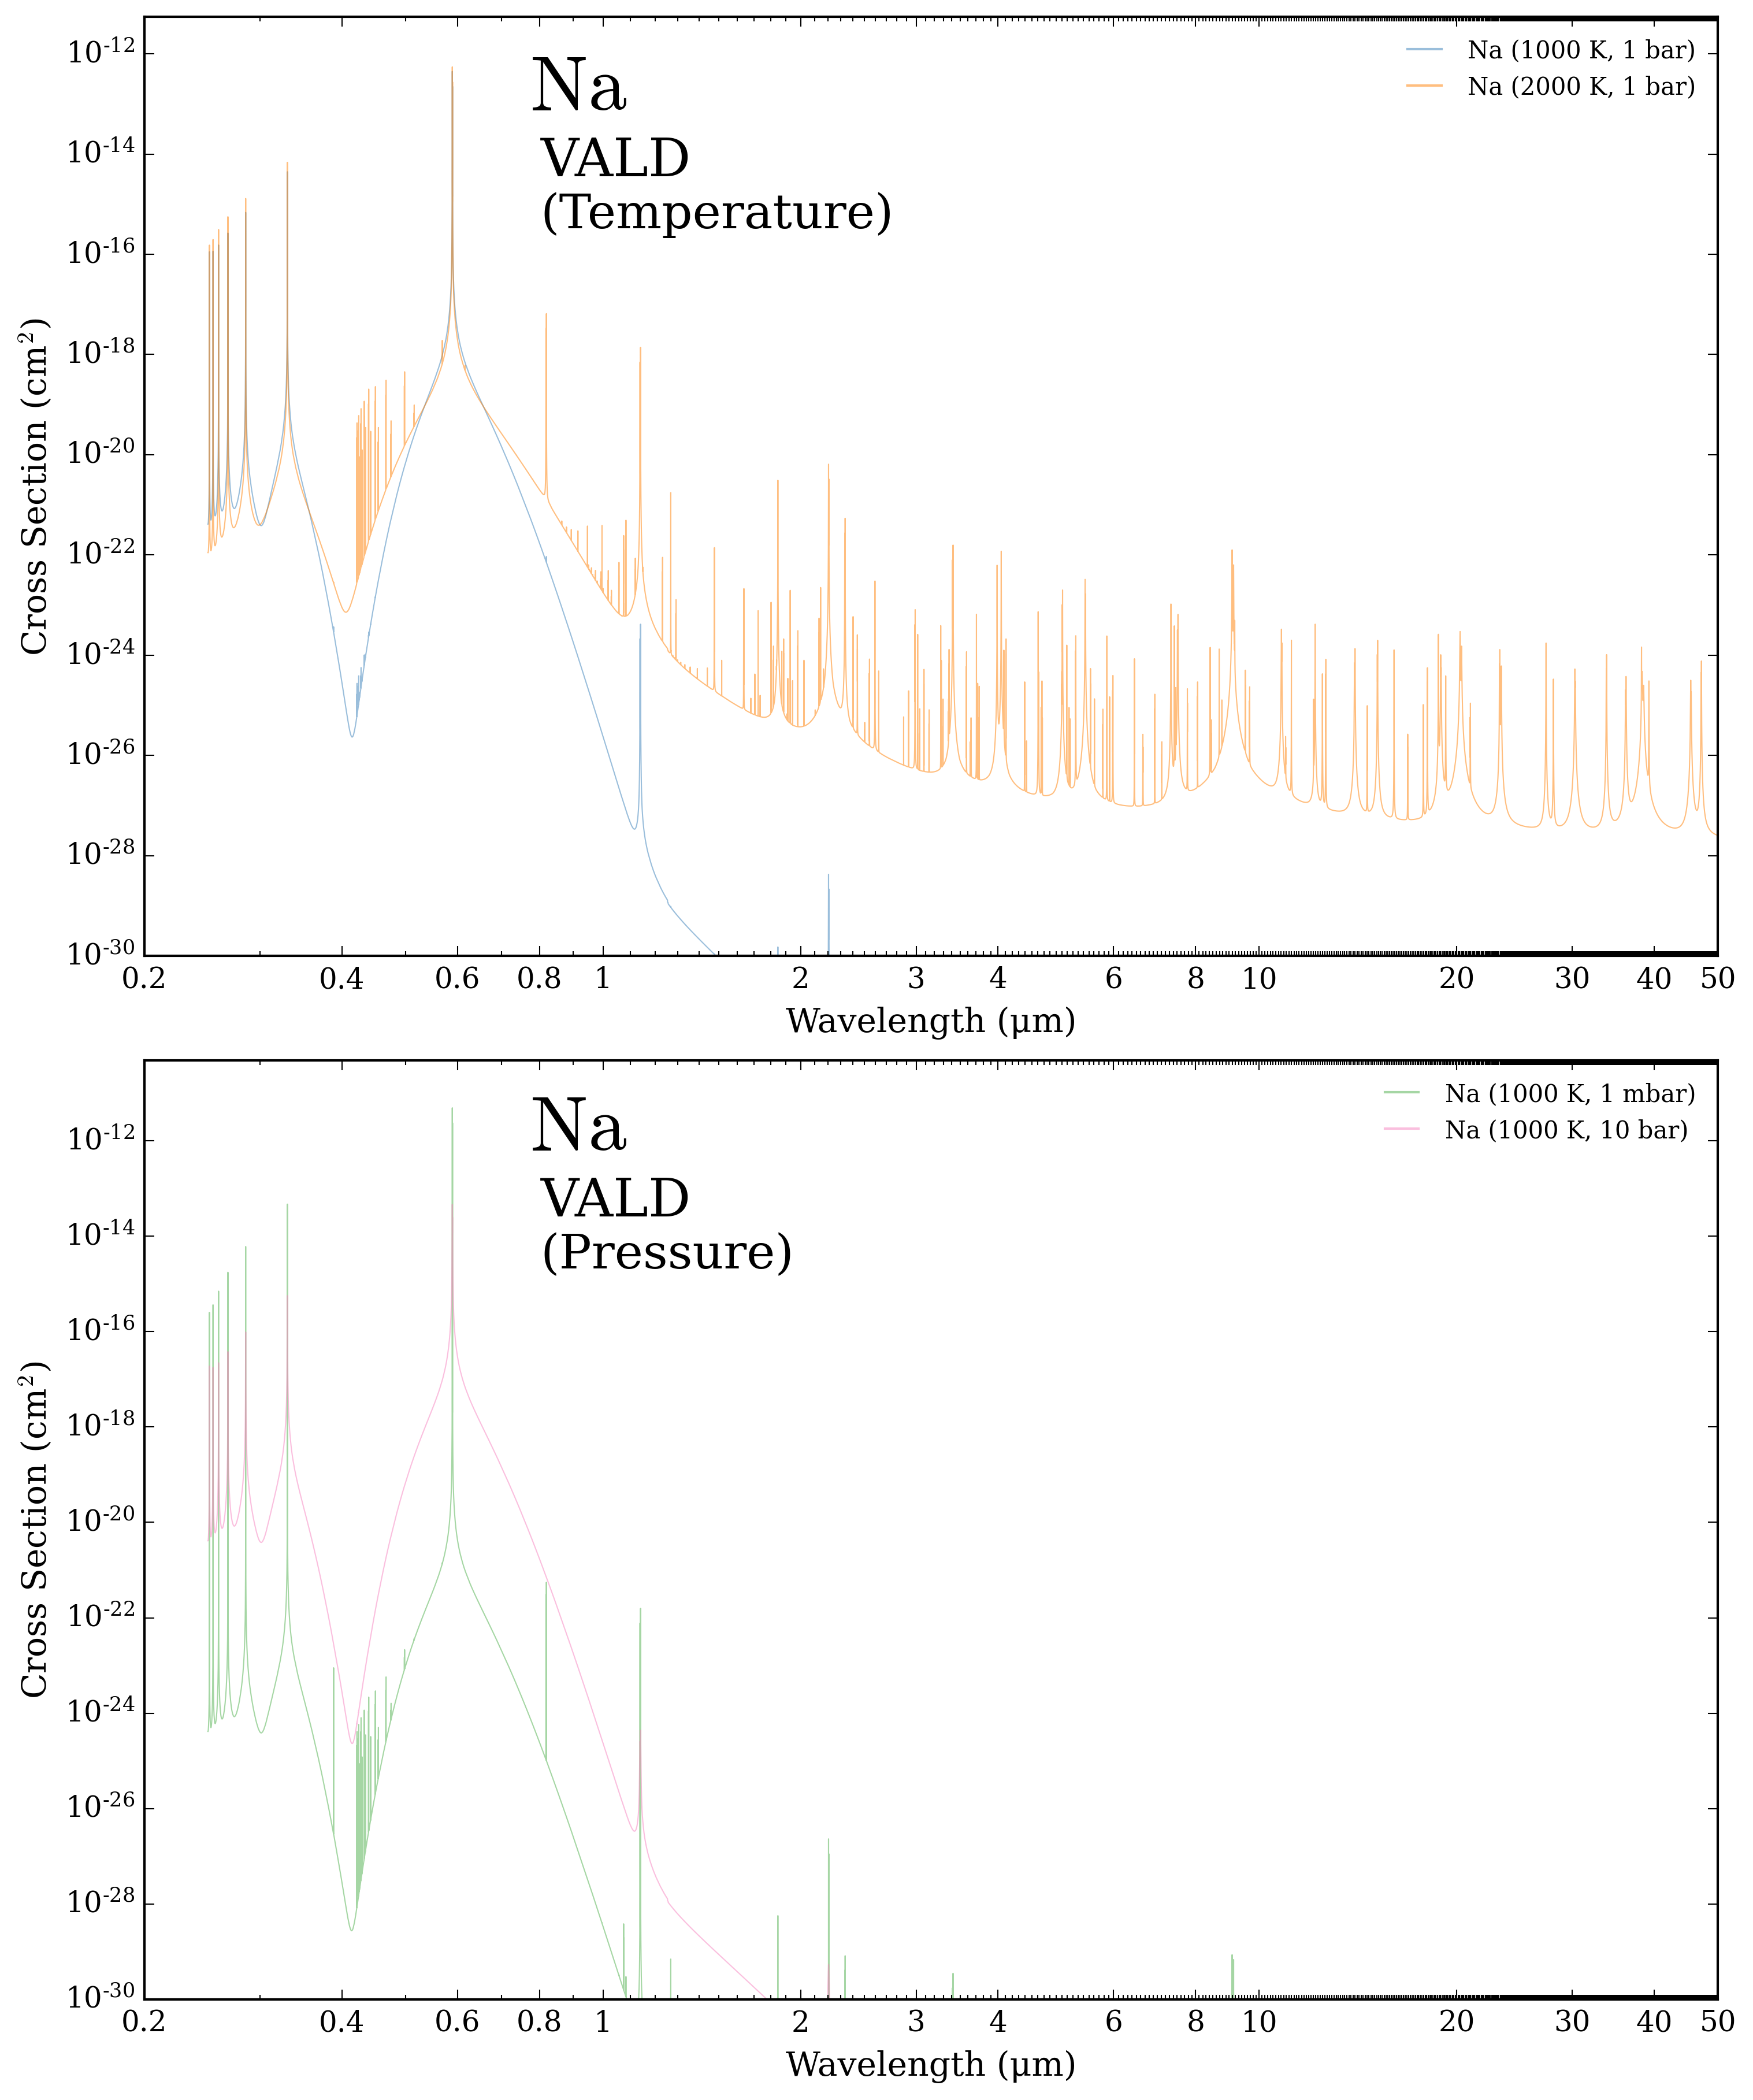 Na (1000 K, 1 bar)
Na (2000 K, 1 bar)
Na
VALD
(Temperature)
Cross Section (cm²)
10⁻¹²
10⁻¹⁴
10⁻¹⁶
10⁻¹⁸
10⁻²⁰
10⁻²²
10⁻²⁴
10⁻²⁶
10⁻²⁸
10⁻³⁰
0.2 0.4 0.6 0.8 1 2 3 4 6 8 10 20 30 40 50
Wavelength (μm)
Na (1000 K, 1 mbar)
Na (1000 K, 10 bar)
Na
VALD
(Pressure)
Cross Section (cm²)
10⁻¹²
10⁻¹⁴
10⁻¹⁶
10⁻¹⁸
10⁻²⁰
10⁻²²
10⁻²⁴
10⁻²⁶
10⁻²⁸
10⁻³⁰
0.2 0.4 0.6 0.8 1 2 3 4 6 8 10 20 30 40 50
Wavelength (μm)